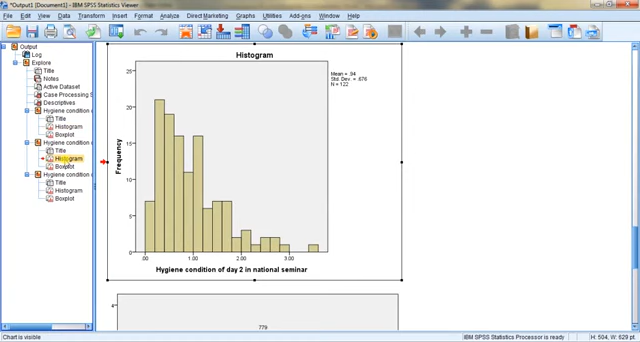 *Output1 [Document1] - IBM SPSS Statistics Viewer
File Edit View Data Transform Insert Format Analyze Direct Marketing Graphs Utilities Add-ons Window Help
Output
Log
Explore
Title
Notes
Active Dataset
Case Processing S
Descriptives
Hygiene condition o
Title
Histogram
Boxplot
Hygiene condition o
Title
Histogram
Boxplot
Hygiene condition o
Title
Histogram
Boxplot
Histogram
Mean = .94
Std. Dev. = .676
N = 122
Frequency
25
20
15
10
5
0
.00 1.00 2.00 3.00
Hygiene condition of day 2 in national seminar
4
779
Chart is visible
IBM SPSS Statistics Processor is ready
H: 504, W: 629 pt.